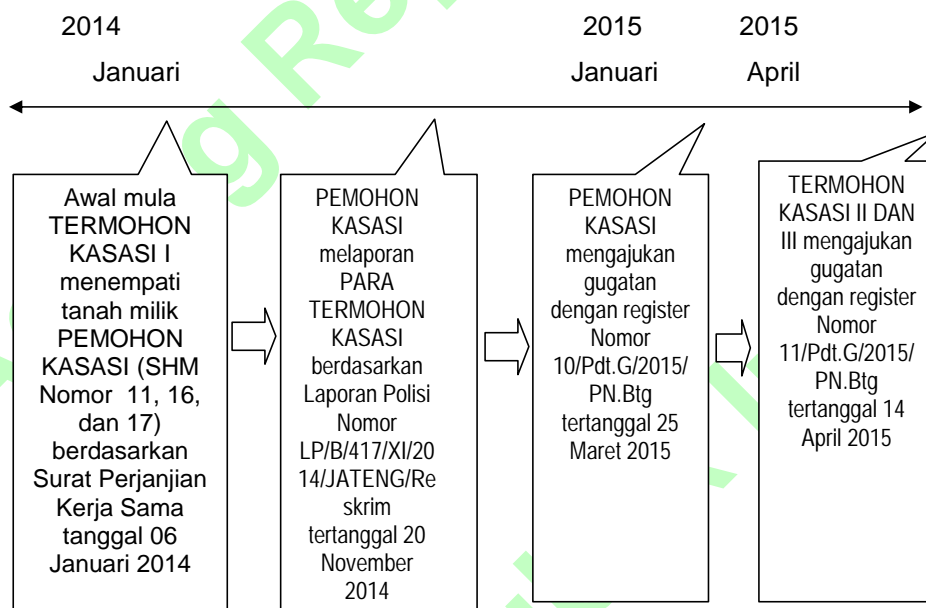 2014
Januari
2015
Januari
2015
April
Awal mula
TERMOHON
KASASI I
menempati
tanah milik
PEMOHON
KASASI (SHM
Nomor 11, 16,
dan 17)
berdasarkan
Surat Perjanjian
Kerja Sama
tanggal 06
Januari 2014
PEMOHON
KASASI
melaporan
PARA
TERMOHON
KASASI
berdasarkan
Laporan Polisi
Nomor
LP/B/417/XI/20
14/JATENG/Re
skrim
tertanggal 20
November
2014
PEMOHON
KASASI
mengajukan
gugatan
dengan register
Nomor
10/Pdt.G/2015/
PN.Btg
tertanggal 25
Maret 2015
TERMOHON
KASASI II DAN
III mengajukan
gugatan
dengan register
Nomor
11/Pdt.G/2015/
PN.Btg
tertanggal 14
April 2015